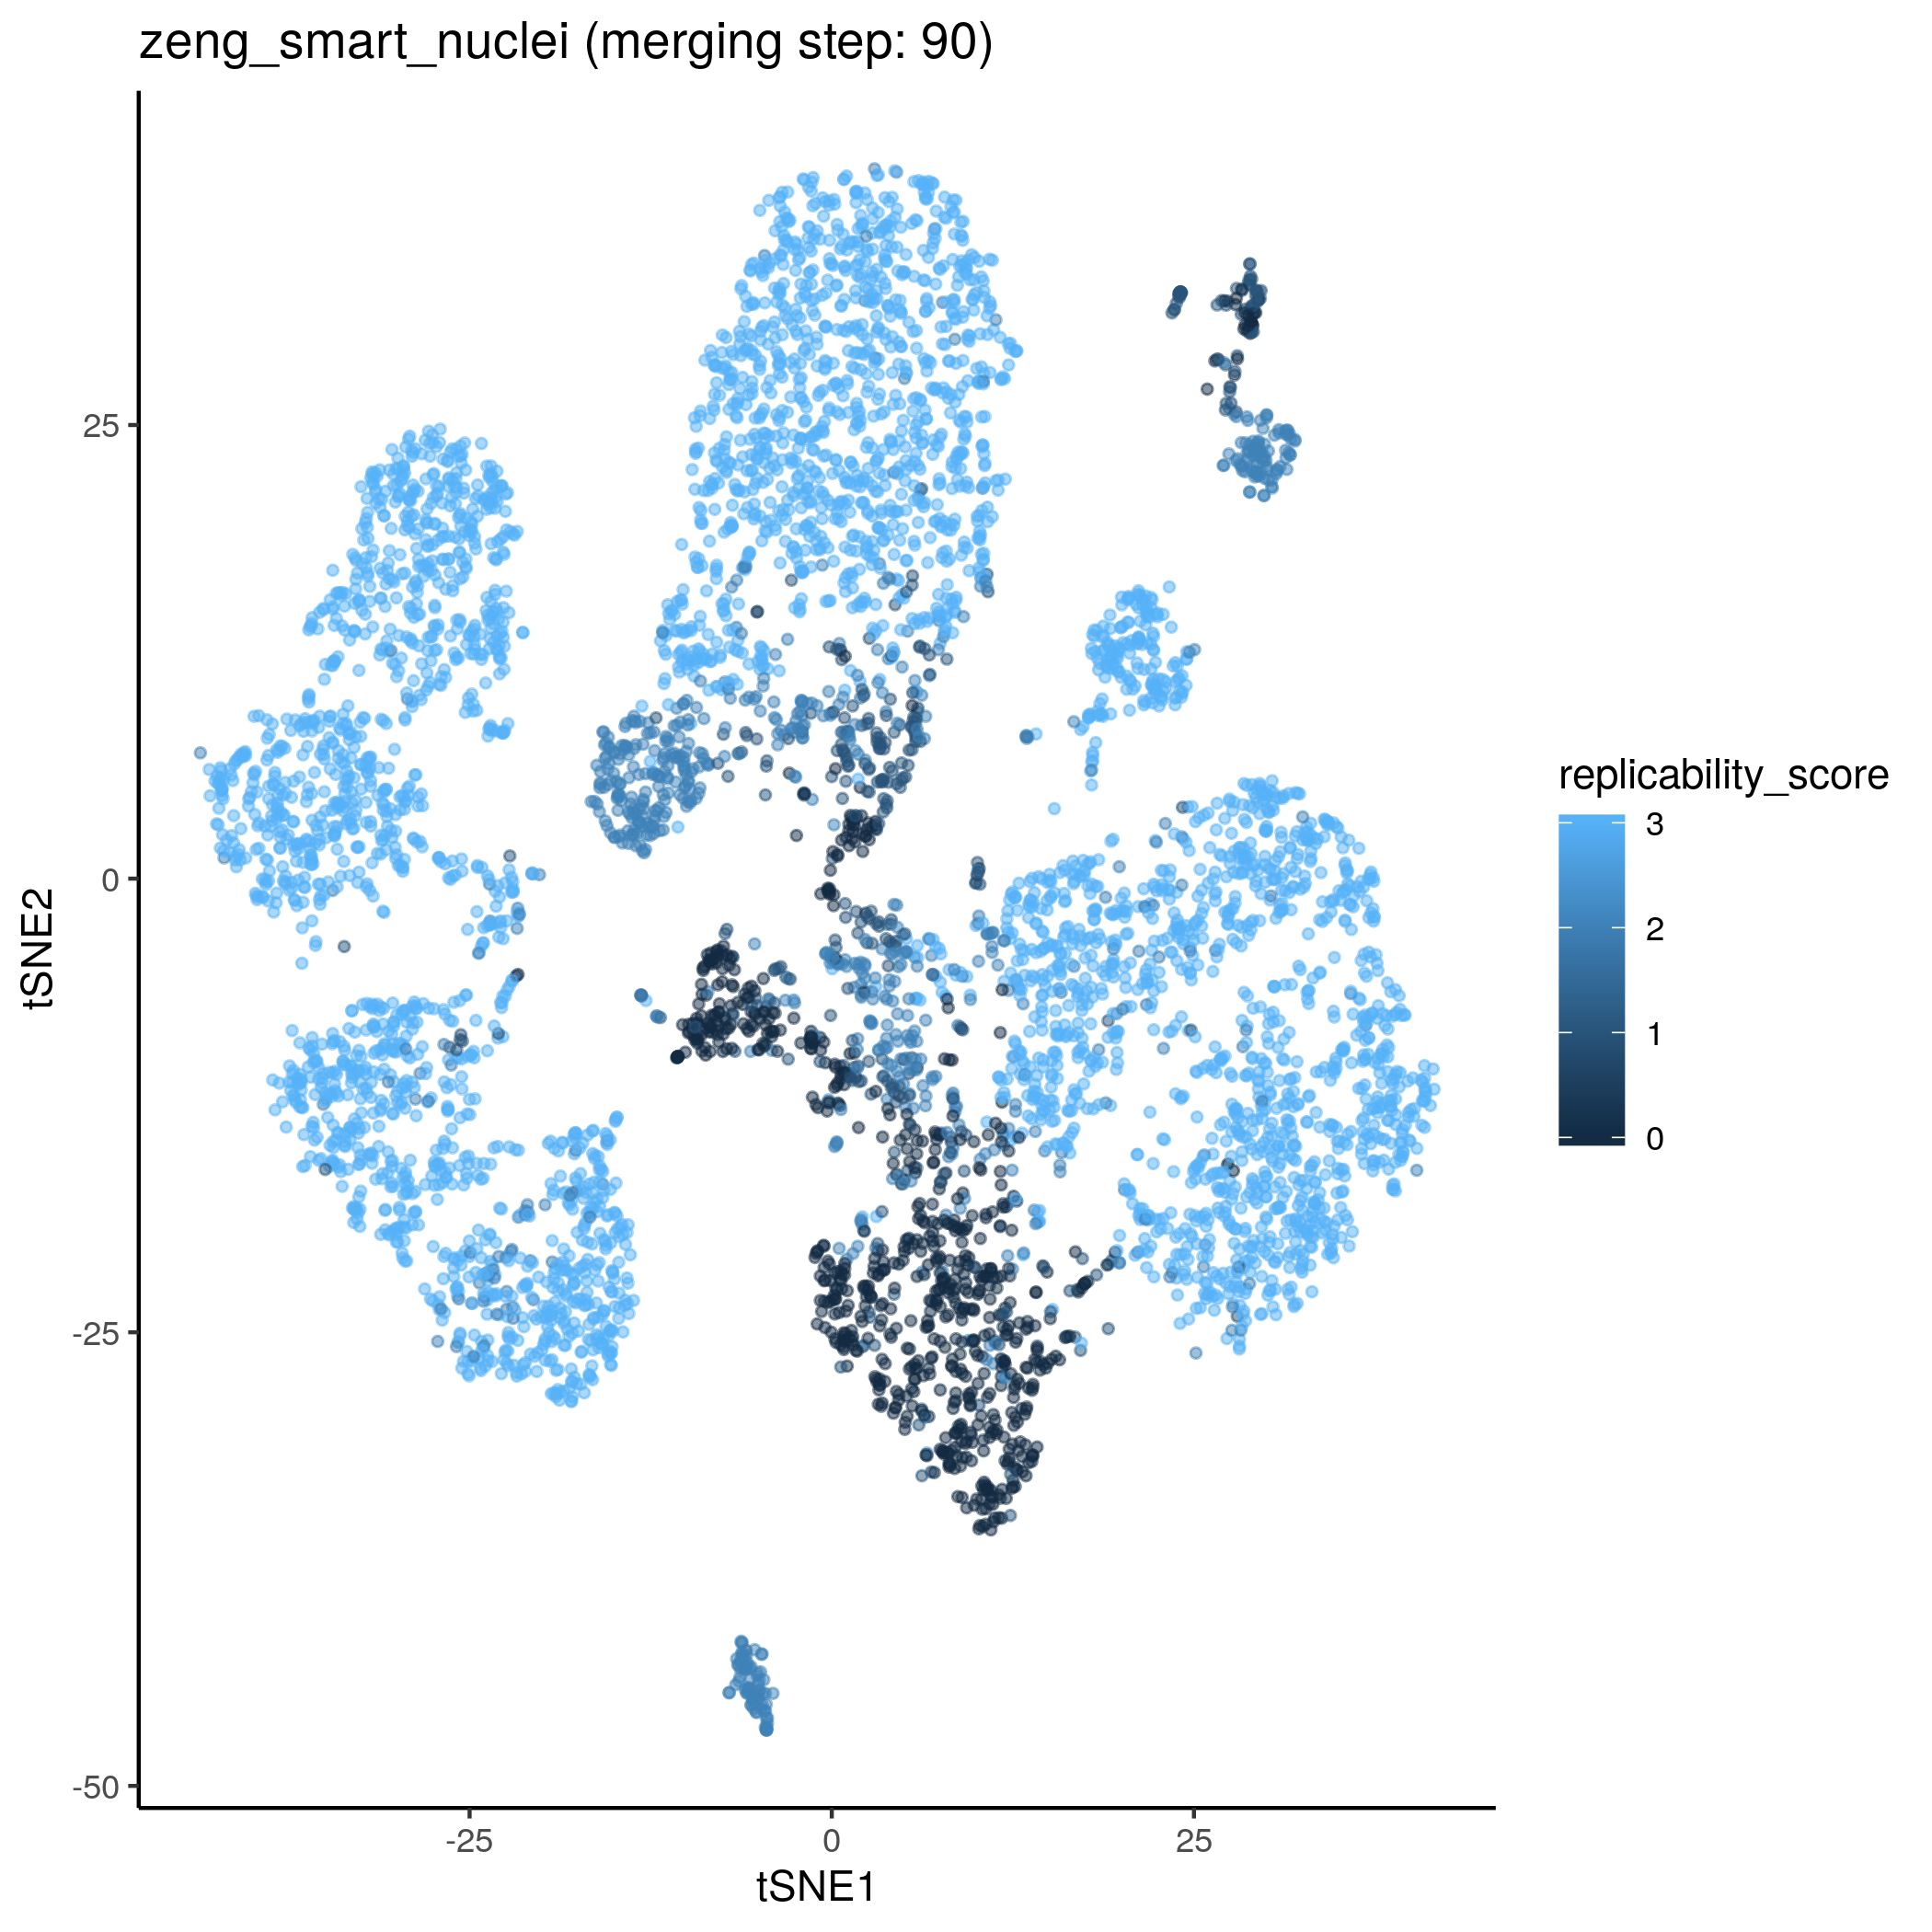 zeng_smart_nuclei (merging step: 90)
25
0
-25
-50
tSNE2
-25
0
25
tSNE1
replicability_score
3
2
1
0